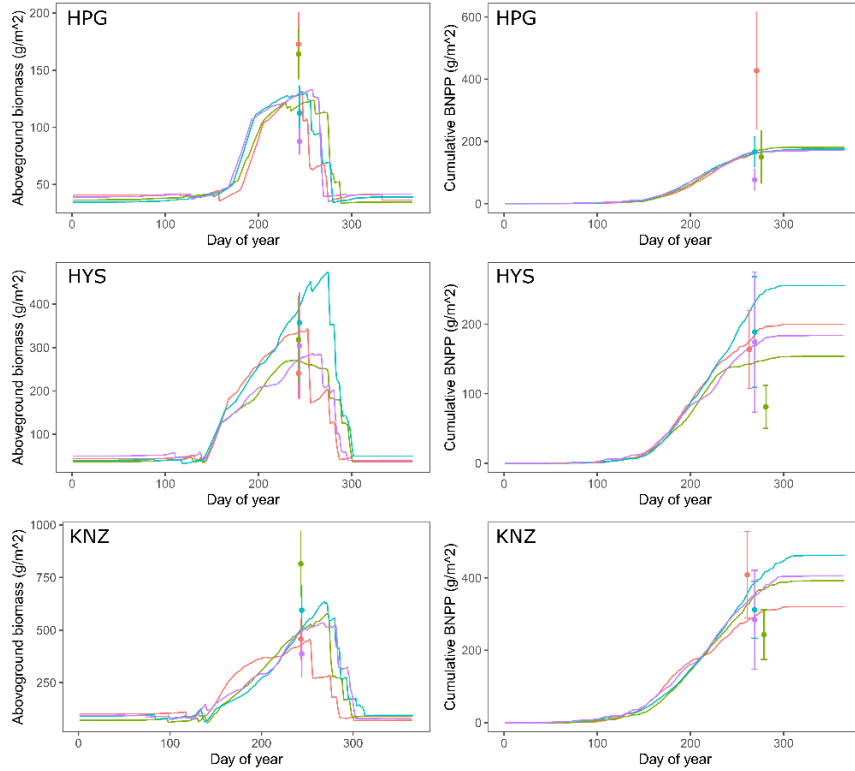 HPG
Aboveground biomass (g/m^2)
200
150
100
50
0
100
200
300
Day of year
HPG
Cumulative BNPP (g/m^2)
600
400
200
0
0
100
200
300
Day of year
HYS
Aboveground biomass (g/m^2)
400
300
200
100
0
100
200
300
Day of year
HYS
Cumulative BNPP (g/m^2)
200
100
0
0
100
200
300
Day of year
KNZ
Abovoground biomass (g/m^2)
1000
750
500
250
0
100
200
300
Day of year
KNZ
Cumulative BNPP (g/m^2)
400
200
0
0
100
200
300
Day of year